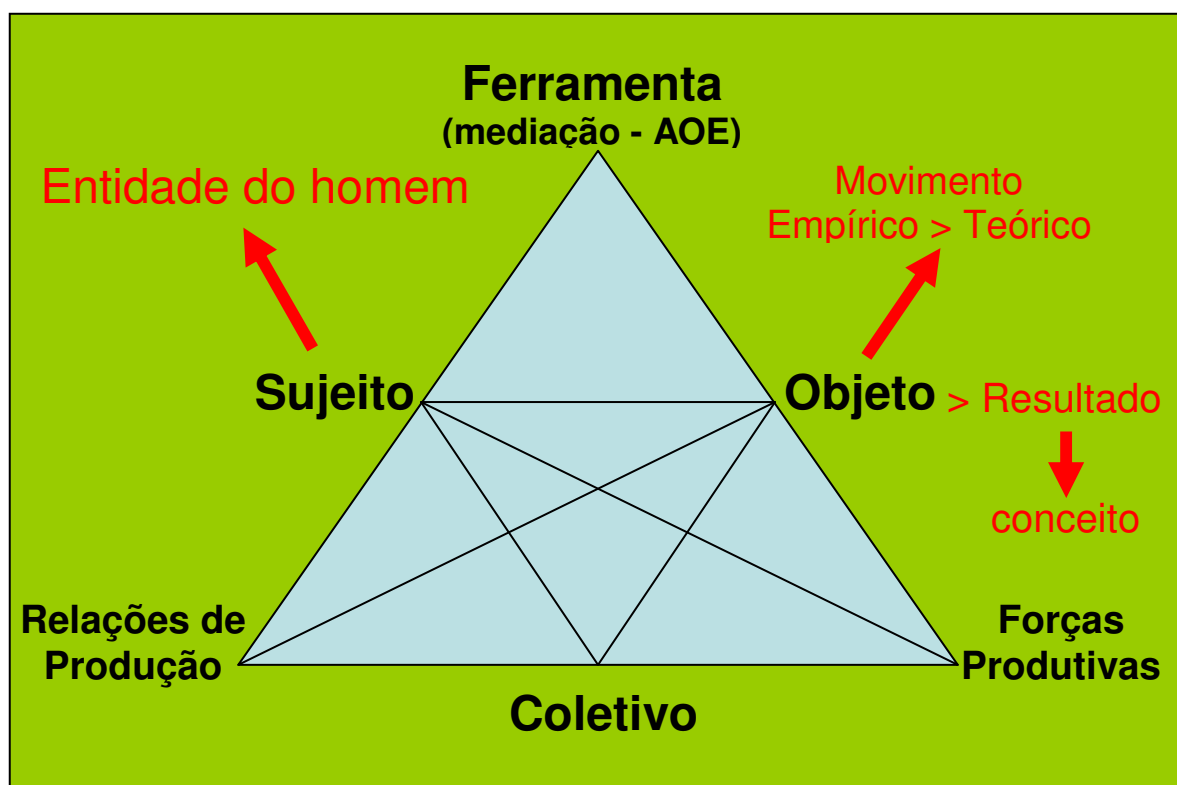 Ferramenta
(mediação - AOE)
Entidade do homem
Movimento
Empírico > Teórico
Sujeito
Objeto > Resultado
conceito
Relações de
Produção
Forças
Produtivas
Coletivo